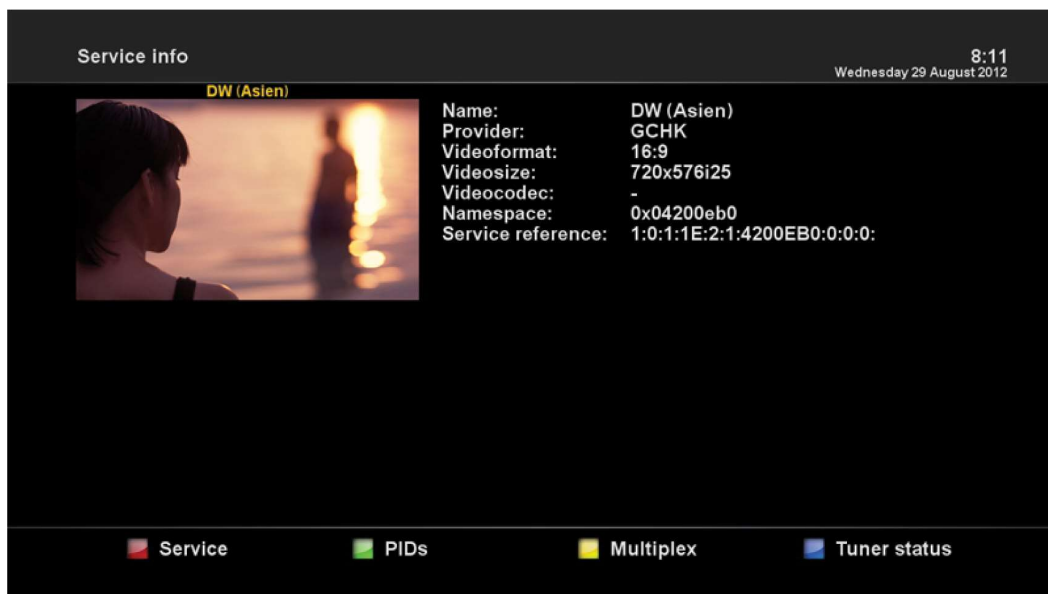 Service info
8:11
Wednesday 29 August 2012
DW (Asien)
Name: DW (Asien)
Provider: GCHK
Videoformat: 16:9
Videosize: 720x576i25
Videocodec: -
Namespace: 0x04200eb0
Service reference: 1:0:1:1E:2:1:4200EB0:0:0:0:
Service PIDs Multiplex Tuner status